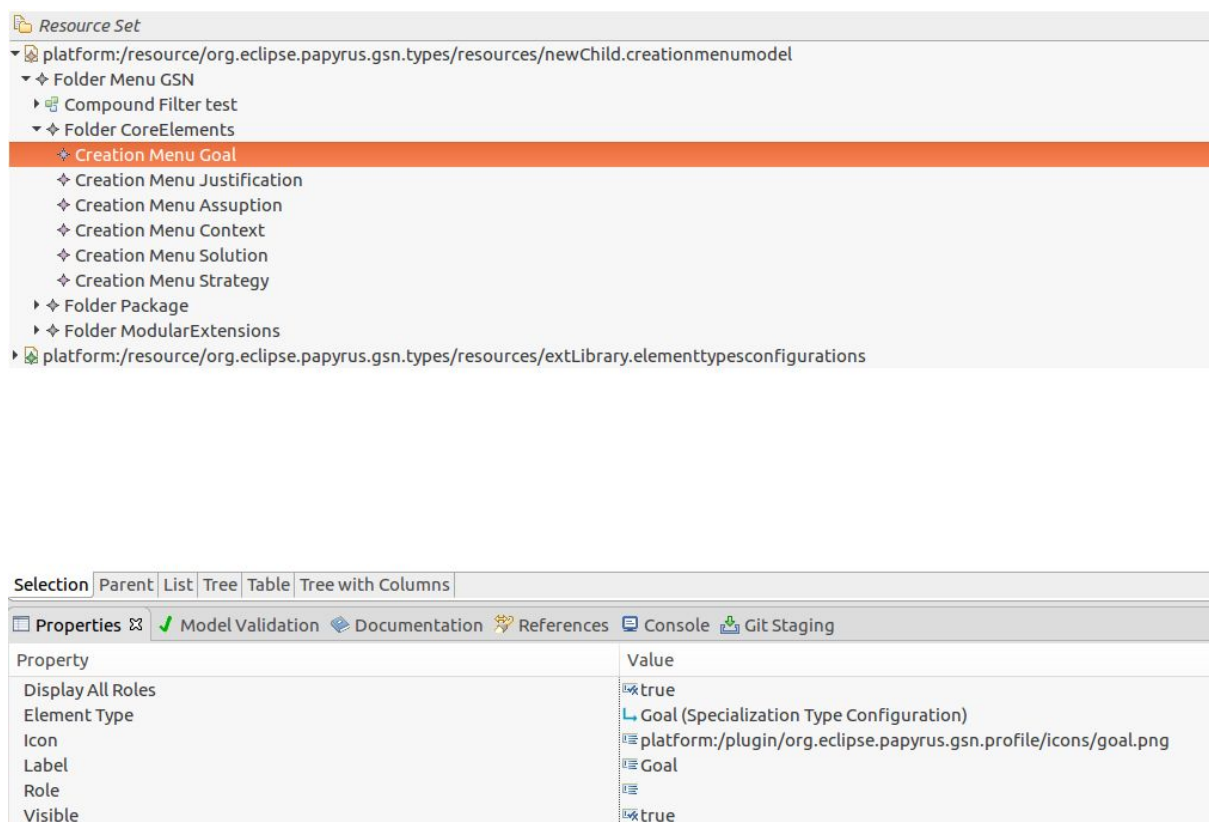 Resource Set
platform:/resource/org.eclipse.papyrus.gsn.types/resources/newChild.creationmenumodel
Folder Menu GSN
Compound Filter test
Folder CoreElements
Creation Menu Goal
Creation Menu Justification
Creation Menu Assuption
Creation Menu Context
Creation Menu Solution
Creation Menu Strategy
Folder Package
Folder ModularExtensions
platform:/resource/org.eclipse.papyrus.gsn.types/resources/extLibrary.elementtypesconfigurations
Selection Parent List Tree Table Tree with Columns
Properties Model Validation Documentation References Console Git Staging
Property Value
Display All Roles true
Element Type Goal (Specialization Type Configuration)
Icon platform:/plugin/org.eclipse.papyrus.gsn.profile/icons/goal.png
Label Goal
Role
Visible true